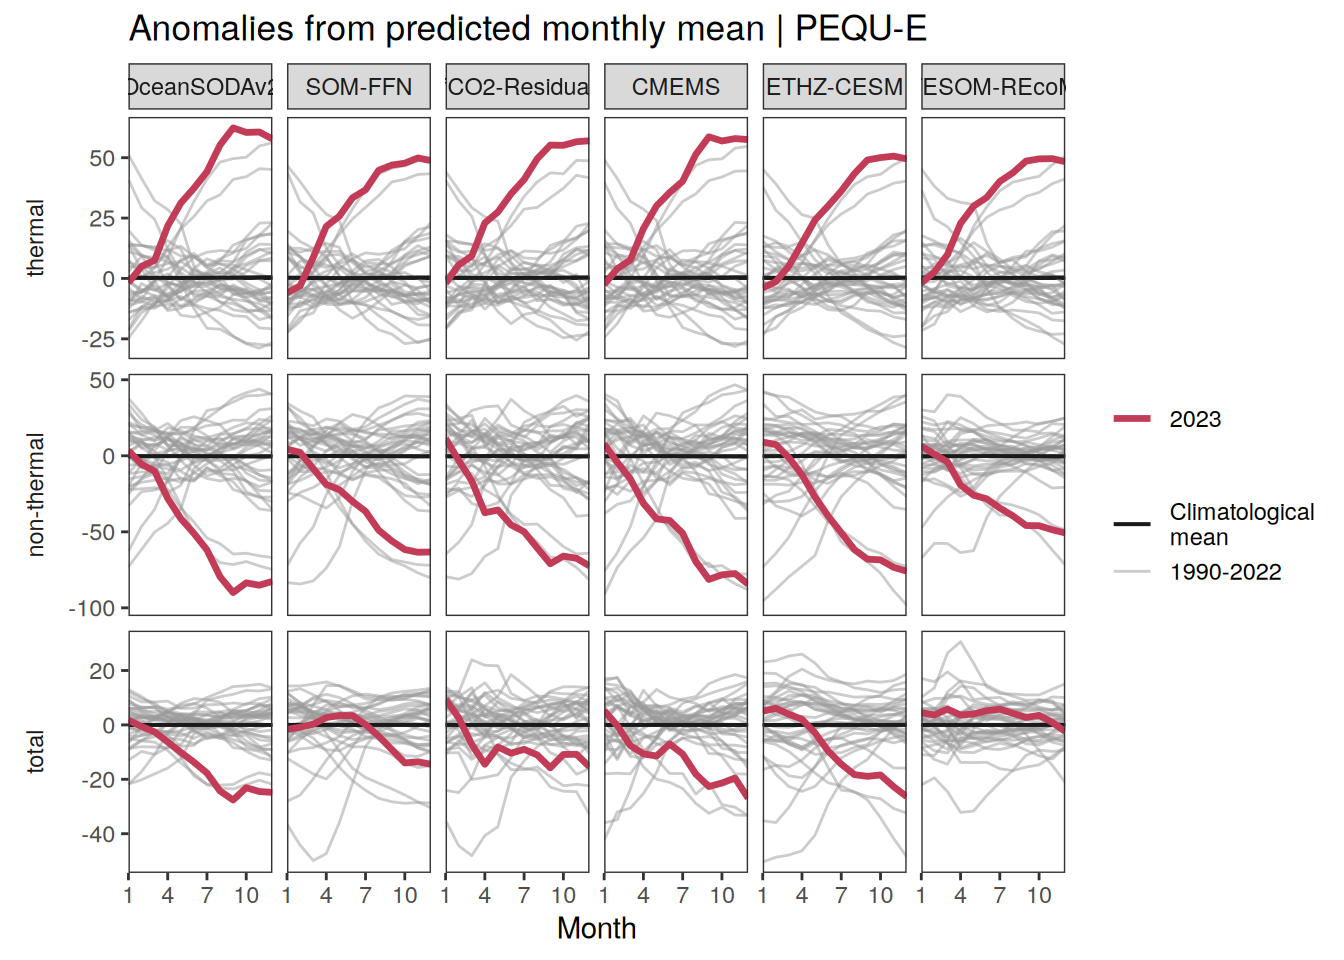 Anomalies from predicted monthly mean | PEQU-E
OceanSODAv2 SOM-FFN fCO2-Residual CMEMS ETHZ-CESM FESOM-REcoM
thermal
50
25
0
-25
non-thermal
50
0
-50
-100
total
20
0
-20
-40
1 4 7 10 1 4 7 10 1 4 7 10 1 4 7 10 1 4 7 10 1 4 7 10
Month
2023
Climatological
mean
1990-2022